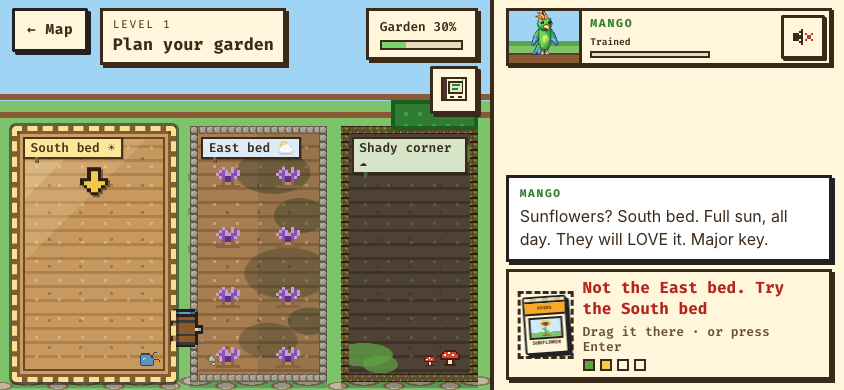 ← Map
LEVEL 1
Plan your garden
Garden 30%
South bed
East bed
Shady corner
MANGO
Trained
MANGO
Sunflowers? South bed. Full sun, all
day. They will LOVE it. Major key.
SUNFLOWER
Not the East bed. Try
the South bed
Drag it there · or press
Enter